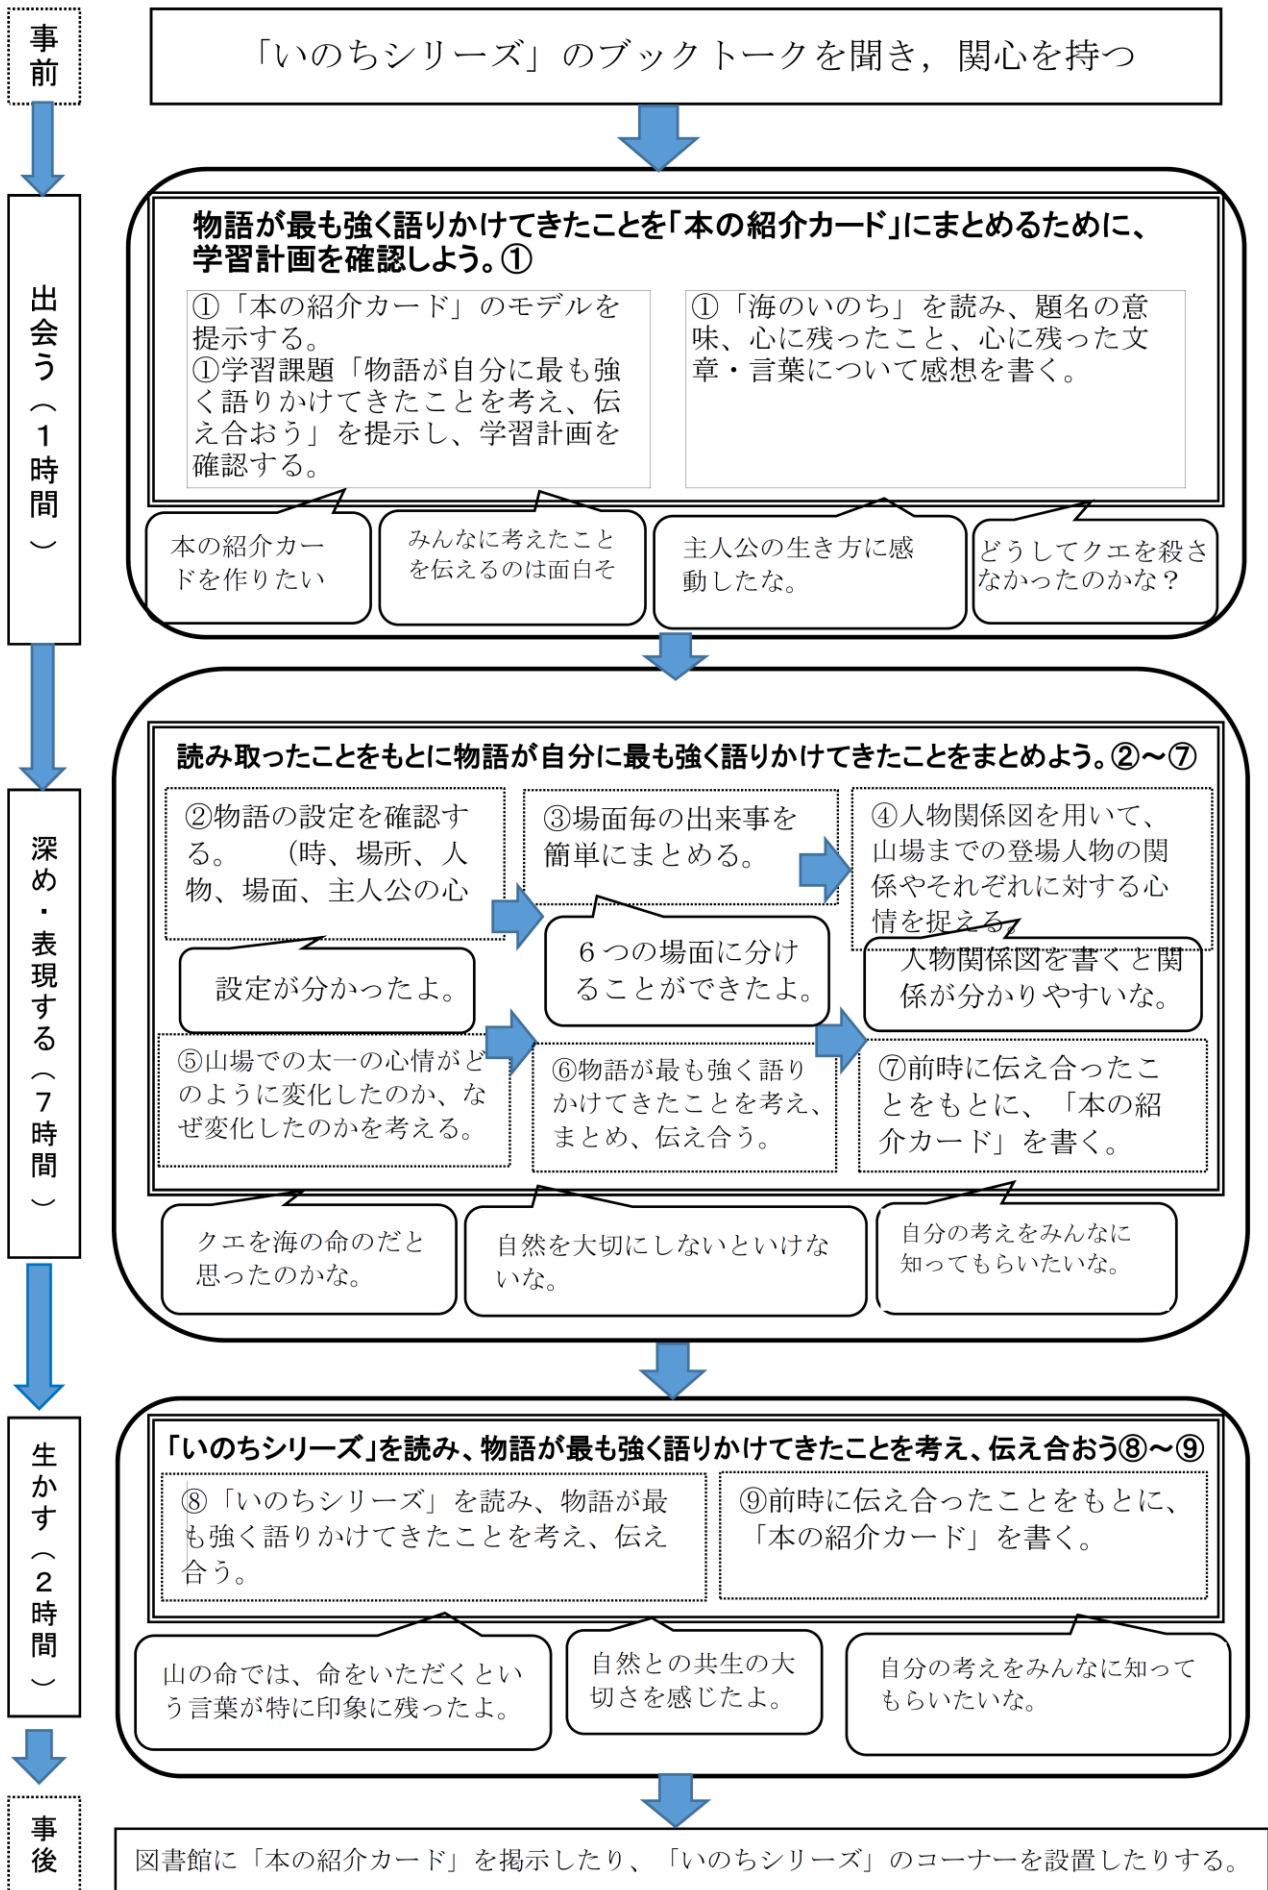 事前
「いのちシリーズ」のブックトークを聞き，関心を持つ
出会う（1時間）
物語が最も強く語りかけてきたことを「本の紹介カード」にまとめるために、
学習計画を確認しよう。①
①「本の紹介カード」のモデルを
提示する。
①学習課題「物語が自分に最も強
く語りかけてきたことを考え、伝
え合おう」を提示し、学習計画を
確認する。
①「海のいのち」を読み、題名の意
味、心に残ったこと、心に残った文
章・言葉について感想を書く。
本の紹介カー
ドを作りたい
みんなに考えたこと
を伝えるのは面白そ
主人公の生き方に感
動したな。
どうしてクエを殺さ
なかったのかな？
深め・表現する（7時間）
読み取ったことをもとに物語が自分に最も強く語りかけてきたことをまとめよう。②～⑦
②物語の設定を確認す
る。　（時、場所、人
物、場面、主人公の心
③場面毎の出来事を
簡単にまとめる。
④人物関係図を用いて、
山場までの登場人物の関
係やそれぞれに対する心
情を捉える。
設定が分かったよ。
６つの場面に分け
ることができたよ。
人物関係図を書くと関
係が分かりやすいな。
⑤山場での太一の心情がど
のように変化したのか、な
ぜ変化したのかを考える。
⑥物語が最も強く語り
かけてきたことを考え、
まとめ、伝え合う。
⑦前時に伝え合ったこ
とをもとに、「本の紹
介カード」を書く。
クエを海の命のだと
思ったのかな。
自然を大切にしないといけな
いな。
自分の考えをみんなに
知ってもらいたいな。
生かす（2時間）
「いのちシリーズ」を読み、物語が最も強く語りかけてきたことを考え、伝え合おう⑧～⑨
⑧「いのちシリーズ」を読み、物語が最
も強く語りかけてきたことを考え、伝え
合う。
⑨前時に伝え合ったことをもとに、
「本の紹介カード」を書く。
山の命では、命をいただくとい
う言葉が特に印象に残ったよ。
自然との共生の大
切さを感じたよ。
自分の考えをみんなに知って
もらいたいな。
事後
図書館に「本の紹介カード」を掲示したり、「いのちシリーズ」のコーナーを設置したりする。